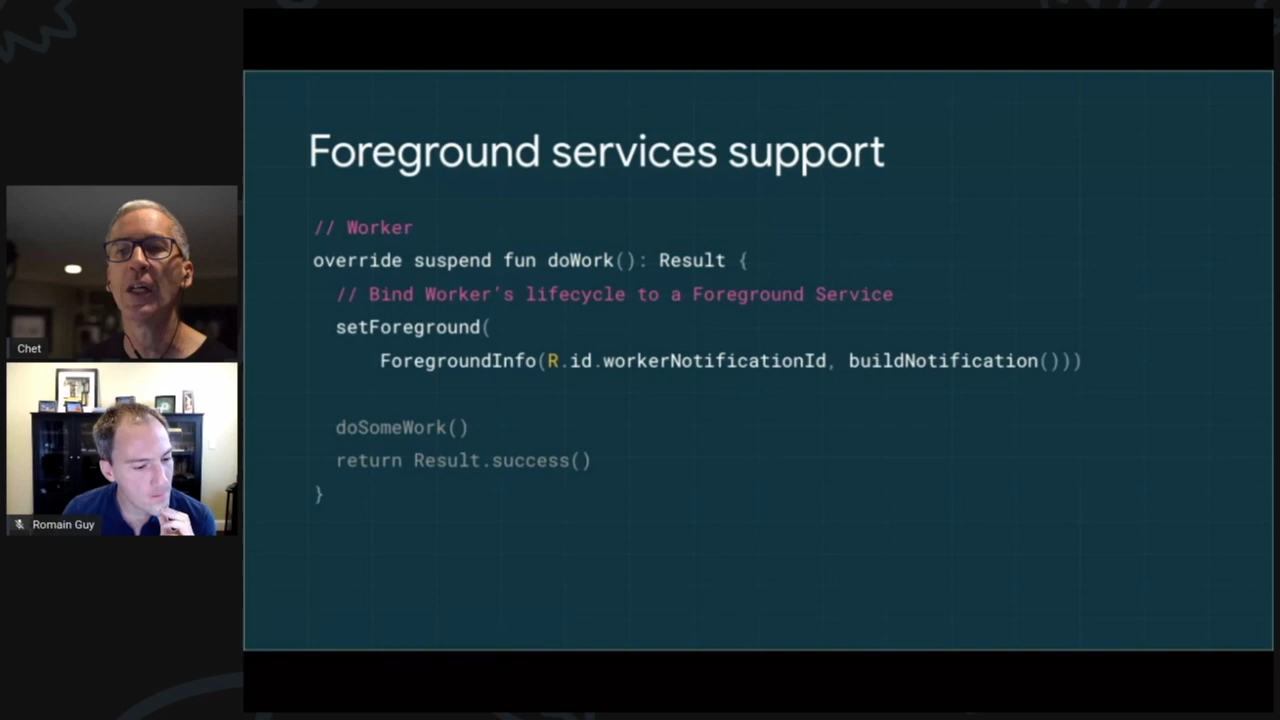 Foreground services support
// Worker
override suspend fun doWork(): Result {
// Bind Worker's lifecycle to a Foreground Service
setForeground(
ForegroundInfo(R.id.workerNotificationId, buildNotification()))
doSomeWork()
return Result.success()
}
Chet
Romain Guy